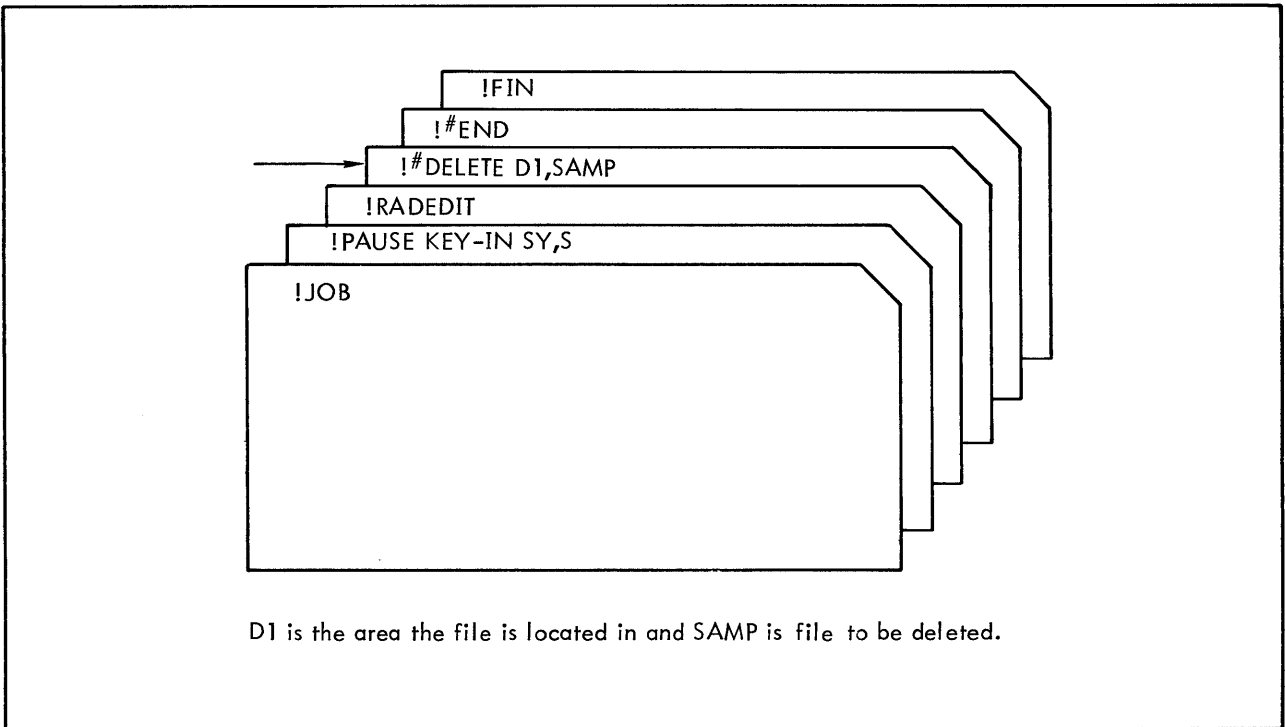 !FIN
!#END
!#DELETE D1,SAMP
!RADEDIT
!PAUSE KEY-IN SY,S
!JOB
D1 is the area the file is located in and SAMP is file to be deleted.